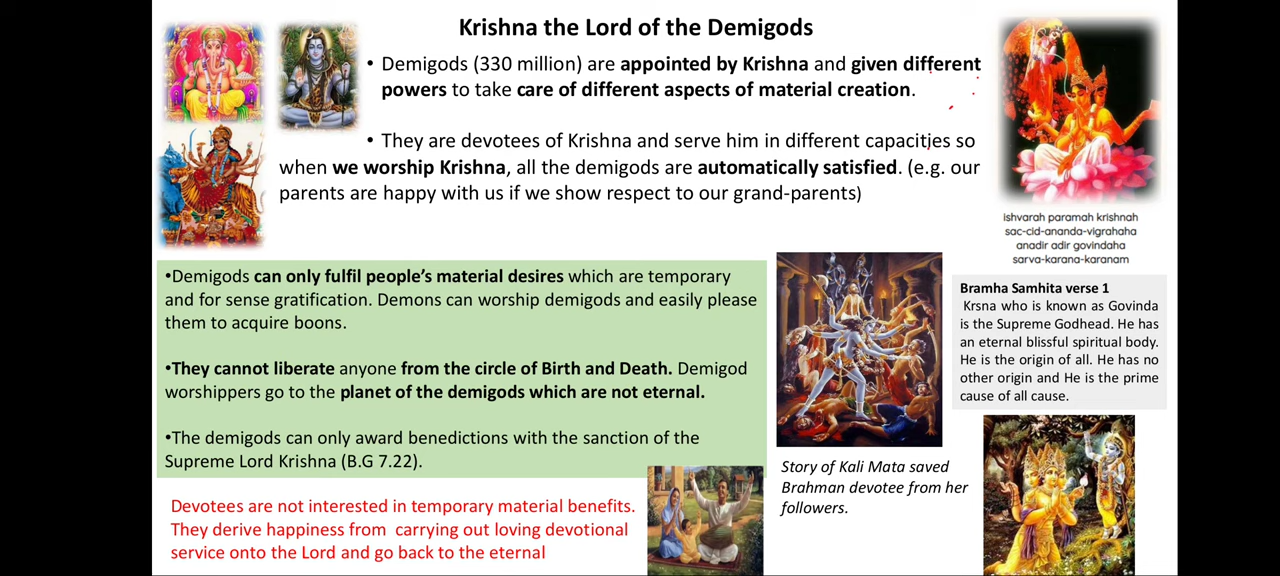 Krishna the Lord of the Demigods
• Demigods (330 million) are appointed by Krishna and given different
powers to take care of different aspects of material creation.
• They are devotees of Krishna and serve him in different capacities so
when we worship Krishna, all the demigods are automatically satisfied. (e.g. our
parents are happy with us if we show respect to our grand-parents)
ishvarah paramah krishnah
sac-cid-ananda-vigrahaha
anadir adir govindaha
sarva-karana-karanam
•Demigods can only fulfil people's material desires which are temporary
and for sense gratification. Demons can worship demigods and easily please
them to acquire boons.
•They cannot liberate anyone from the circle of Birth and Death. Demigod
worshippers go to the planet of the demigods which are not eternal.
•The demigods can only award benedictions with the sanction of the
Supreme Lord Krishna (B.G 7.22).
Bramha Samhita verse 1
Krsna who is known as Govinda
is the Supreme Godhead. He has
an eternal blissful spiritual body.
He is the origin of all. He has no
other origin and He is the prime
cause of all cause.
Story of Kali Mata saved
Brahman devotee from her
followers.
Devotees are not interested in temporary material benefits.
They derive happiness from carrying out loving devotional
service onto the Lord and go back to the eternal